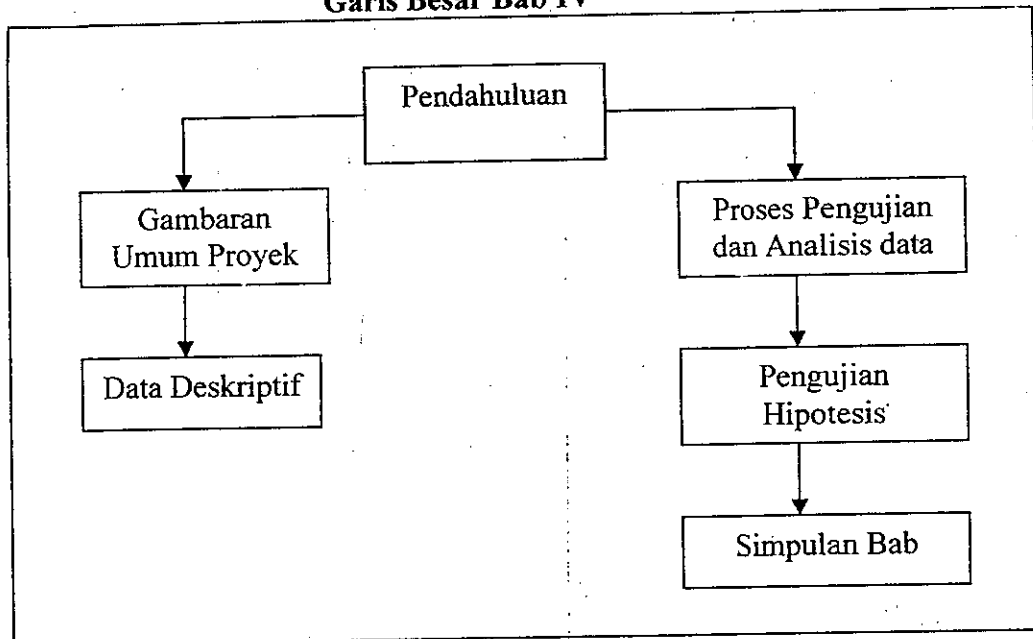 Garis Besar Bab IV
Pendahuluan
Gambaran
Umum Proyek
Data Deskriptif
Proses Pengujian
dan Analisis data
Pengujian
Hipotesis
Simpulan Bab